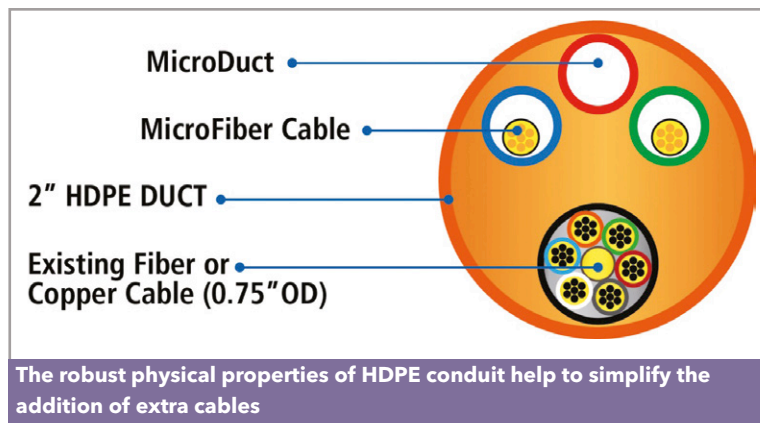 MicroDuct
MicroFiber Cable
2” HDPE DUCT
Existing Fiber or
Copper Cable (0.75”OD)
The robust physical properties of HDPE conduit help to simplify the
addition of extra cables